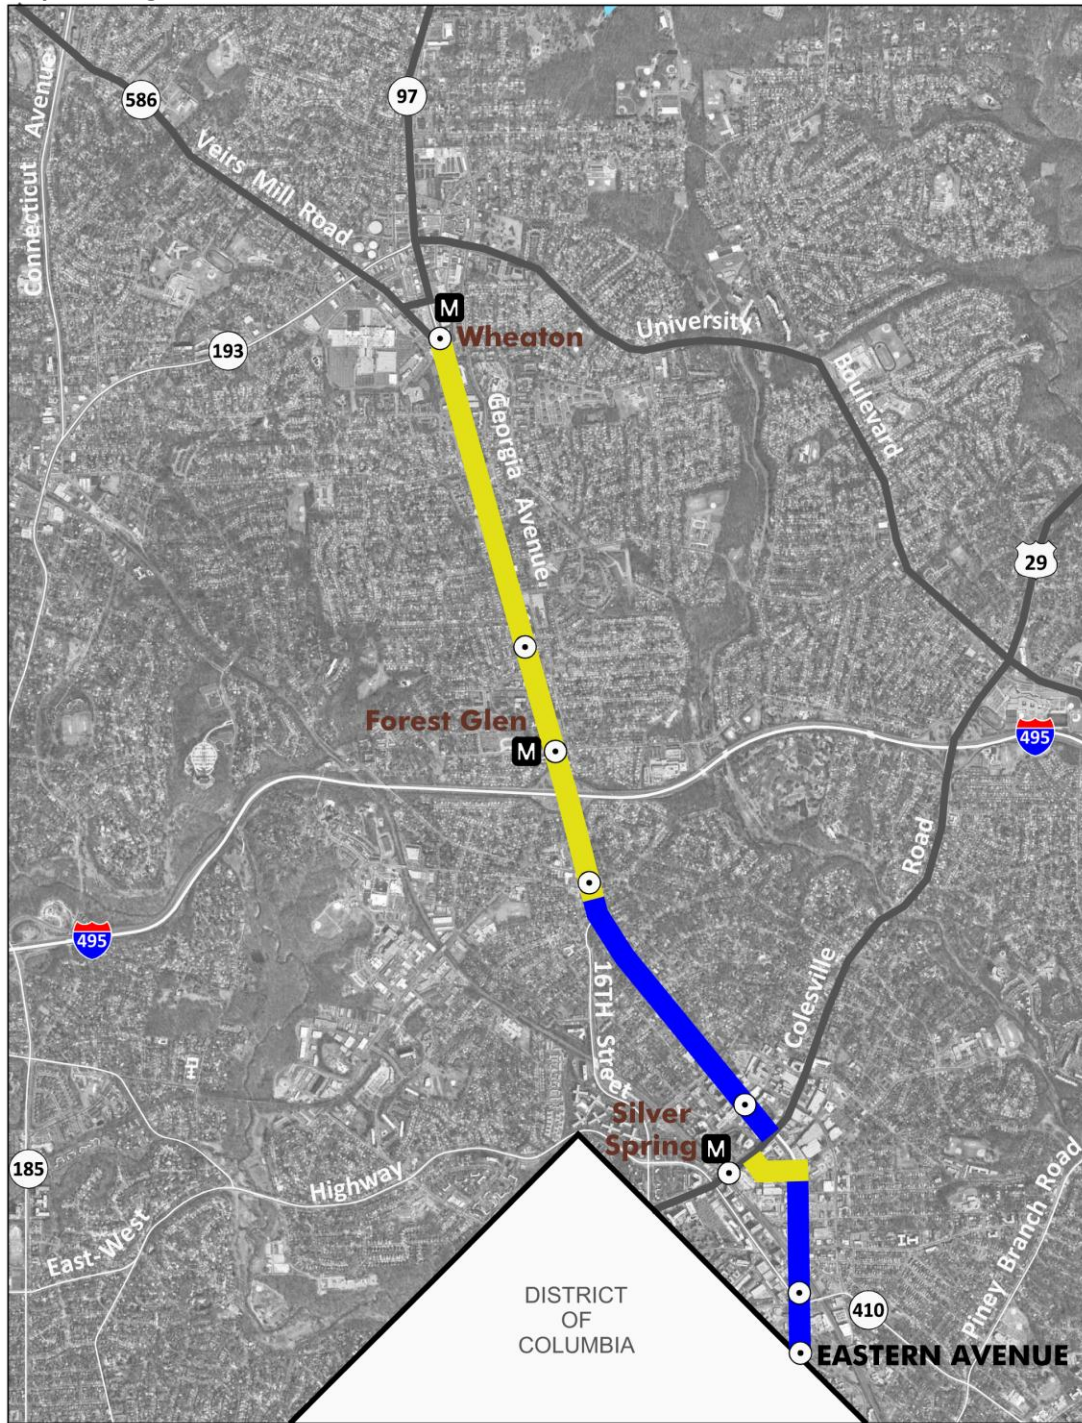 586
97
Connecticut Avenue
Veirs Mill Road
M
Wheaton
193
University
Boulevard
Georgia Avenue
29
Forest Glen
M
495
495
Road
Colesville
16TH Street
Silver
Spring
M
185
Highway
East-West
DISTRICT
OF
COLUMBIA
410
Piney Branch Road
EASTERN AVENUE